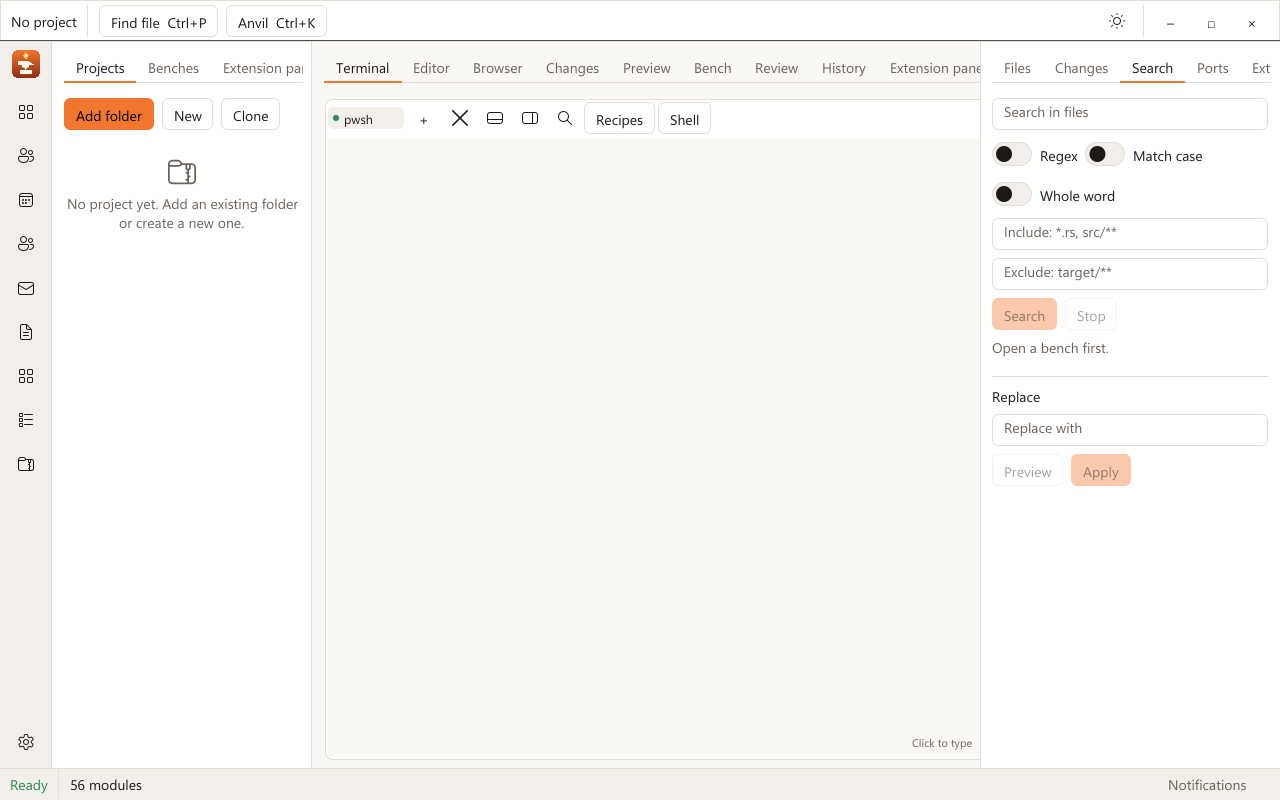 No project
Find file Ctrl+P
Anvil Ctrl+K
Projects
Benches
Extension par
Add folder
New
Clone
No project yet. Add an existing folder
or create a new one.
Terminal
Editor
Browser
Changes
Preview
Bench
Review
History
Extension pane
pwsh
+
Recipes
Shell
Click to type
Files
Changes
Search
Ports
Ext
Search in files
Regex
Match case
Whole word
Include: *.rs, src/**
Exclude: target/**
Search
Stop
Open a bench first.
Replace
Replace with
Preview
Apply
Ready
56 modules
Notifications